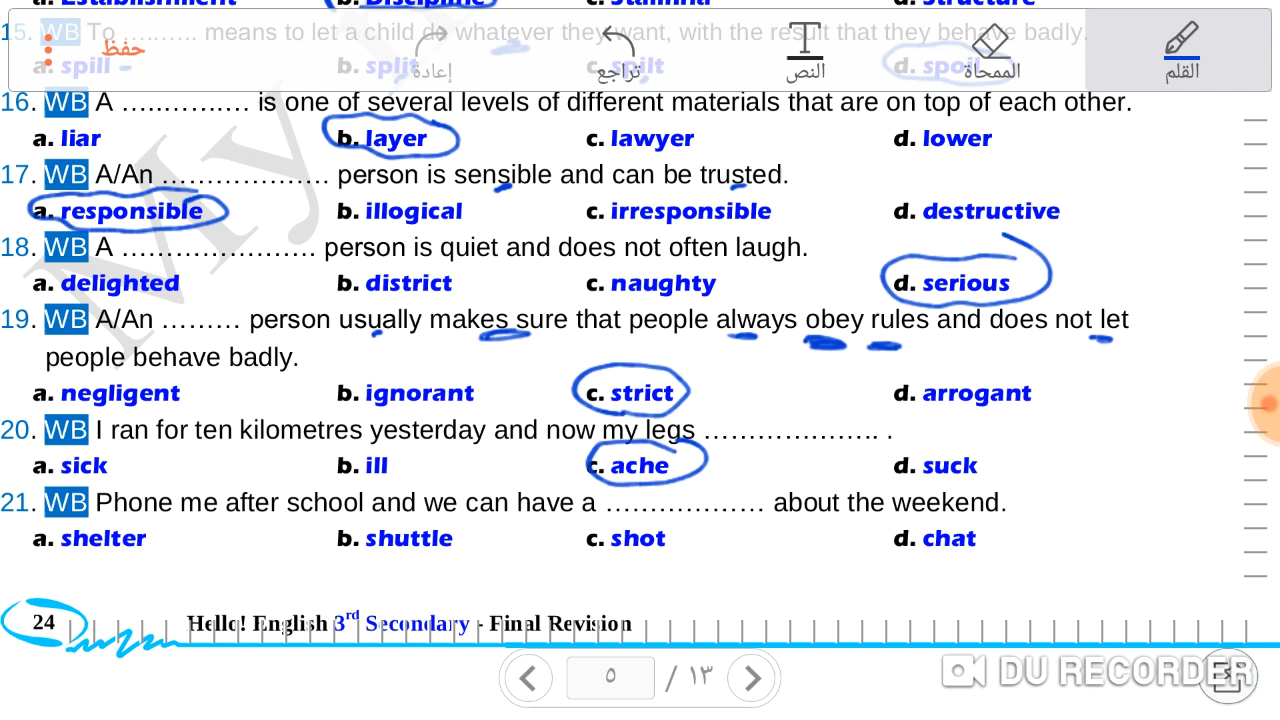 a. Establishment b. Discipline c. Stamina d. Structure
15. WB To ……… means to let a child do whatever they want, with the result that they behave badly.
a. spill b. split c. spilt d. spoil
حفظ إعادة تراجع النص الممحاة القلم
16. WB A ………………… is one of several levels of different materials that are on top of each other.
a. liar b. layer c. lawyer d. lower
17. WB A/An ………………. person is sensible and can be trusted.
a. responsible b. illogical c. irresponsible d. destructive
18. WB A …………………. person is quiet and does not often laugh.
a. delighted b. district c. naughty d. serious
19. WB A/An ……… person usually makes sure that people always obey rules and does not let
people behave badly.
a. negligent b. ignorant c. strict d. arrogant
20. WB I ran for ten kilometres yesterday and now my legs ……………….. .
a. sick b. ill c. ache d. suck
21. WB Phone me after school and we can have a ……………… about the weekend.
a. shelter b. shuttle c. shot d. chat
24 Hello! English 3rd Secondary - Final Revision
٥ / ١٣
DU RECORDER